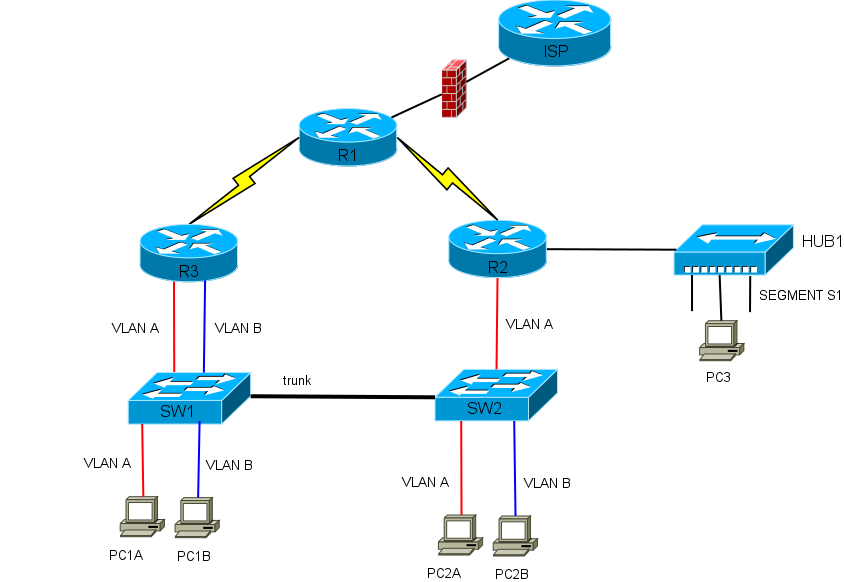 ISP
R1
R3
R2
HUB1
SEGMENT S1
VLAN A
VLAN B
VLAN A
PC3
trunk
SW1
SW2
VLAN A
VLAN B
VLAN A
VLAN B
PC1A
PC1B
PC2A
PC2B